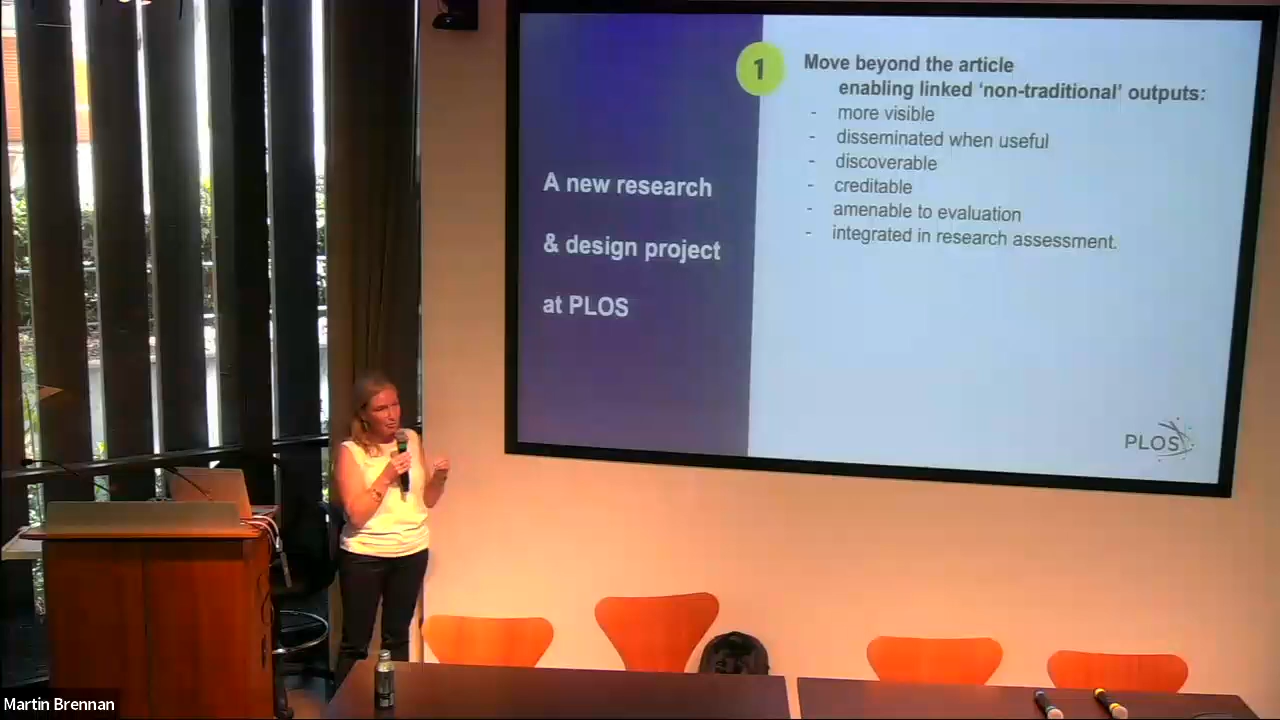 A new research
& design project
at PLOS
1
Move beyond the article
enabling linked ‘non-traditional’ outputs:
- more visible
- disseminated when useful
- discoverable
- creditable
- amenable to evaluation
- integrated in research assessment.
PLOS
Martin Brennan